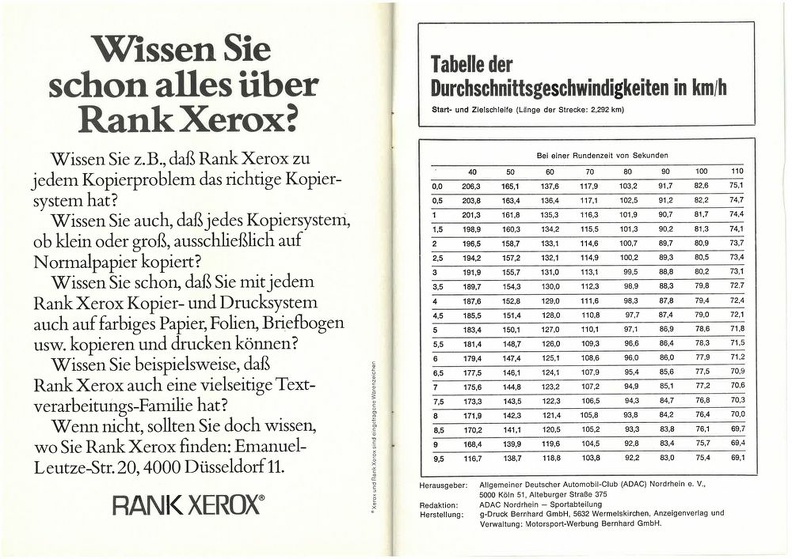 Wissen Sie
schon alles über
Rank Xerox?
Wissen Sie z.B., daß Rank Xerox zu
jedem Kopierproblem das richtige Kopier-
system hat?
Wissen Sie auch, daß jedes Kopiersystem,
ob klein oder groß, ausschließlich auf
Normalpapier kopiert?
Wissen Sie schon, daß Sie mit jedem
Rank Xerox Kopier- und Drucksystem
auch auf farbiges Papier, Folien, Briefbogen
usw. kopieren und drucken können?
Wissen Sie beispielsweise, daß
Rank Xerox auch eine vielseitige Text-
verarbeitungs-Familie hat?
Wenn nicht, sollten Sie doch wissen,
wo Sie Rank Xerox finden: Emanuel-
Leutze-Str. 20, 4000 Düsseldorf 11.
RANK XEROX®
® Xerox und Rank Xerox sind eingetragene Warenzeichen
Tabelle der
Durchschnittsgeschwindigkeiten in km/h
Start- und Zielschleife (Länge der Strecke: 2,292 km)
Bei einer Rundenzeit von Sekunden
40 50 60 70 80 90 100 110
0,0 206,3 165,1 137,6 117,9 103,2 91,7 82,6 75,1
0,5 203,8 163,4 136,4 117,1 102,5 91,2 82,2 74,7
1 201,3 161,8 135,3 116,3 101,9 90,7 81,7 74,4
1,5 198,9 160,3 134,2 115,5 101,3 90,2 81,3 74,1
2 196,5 158,7 133,1 114,6 100,7 89,7 80,9 73,7
2,5 194,2 157,2 132,1 114,9 100,2 89,3 80,5 73,4
3 191,9 155,7 131,0 113,1 99,5 88,8 80,2 73,1
3,5 189,7 154,3 130,0 112,3 98,9 88,3 79,8 72,7
4 187,6 152,8 129,0 111,6 98,3 87,8 79,4 72,4
4,5 185,5 151,4 128,0 110,8 97,7 87,4 79,0 72,1
5 183,4 150,1 127,0 110,1 97,1 86,9 78,6 71,8
5,5 181,4 148,7 126,0 109,3 96,6 86,4 78,3 71,5
6 179,4 147,4 125,1 108,6 96,0 86,0 77,9 71,2
6,5 177,5 146,1 124,1 107,9 95,4 85,6 77,5 70,9
7 175,6 144,8 123,2 107,2 94,9 85,1 77,2 70,6
7,5 173,3 143,5 122,3 106,5 94,3 84,7 76,8 70,3
8 171,9 142,3 121,4 105,8 93,8 84,2 76,4 70,0
8,5 170,2 141,1 120,5 105,2 93,3 83,8 76,1 69,7
9 168,4 139,9 119,6 104,5 92,8 83,4 75,7 69,4
9,5 116,7 138,7 118,8 103,8 92,2 83,0 75,4 69,1
Herausgeber: Allgemeiner Deutscher Automobil-Club (ADAC) Nordrhein e. V.,
5000 Köln 51, Alteburger Straße 375
Redaktion: ADAC Nordrhein — Sportabteilung
Herstellung: g-Druck Bernhard GmbH, 5632 Wermelskirchen, Anzeigenverlag und
Verwaltung: Motorsport-Werbung Bernhard GmbH.